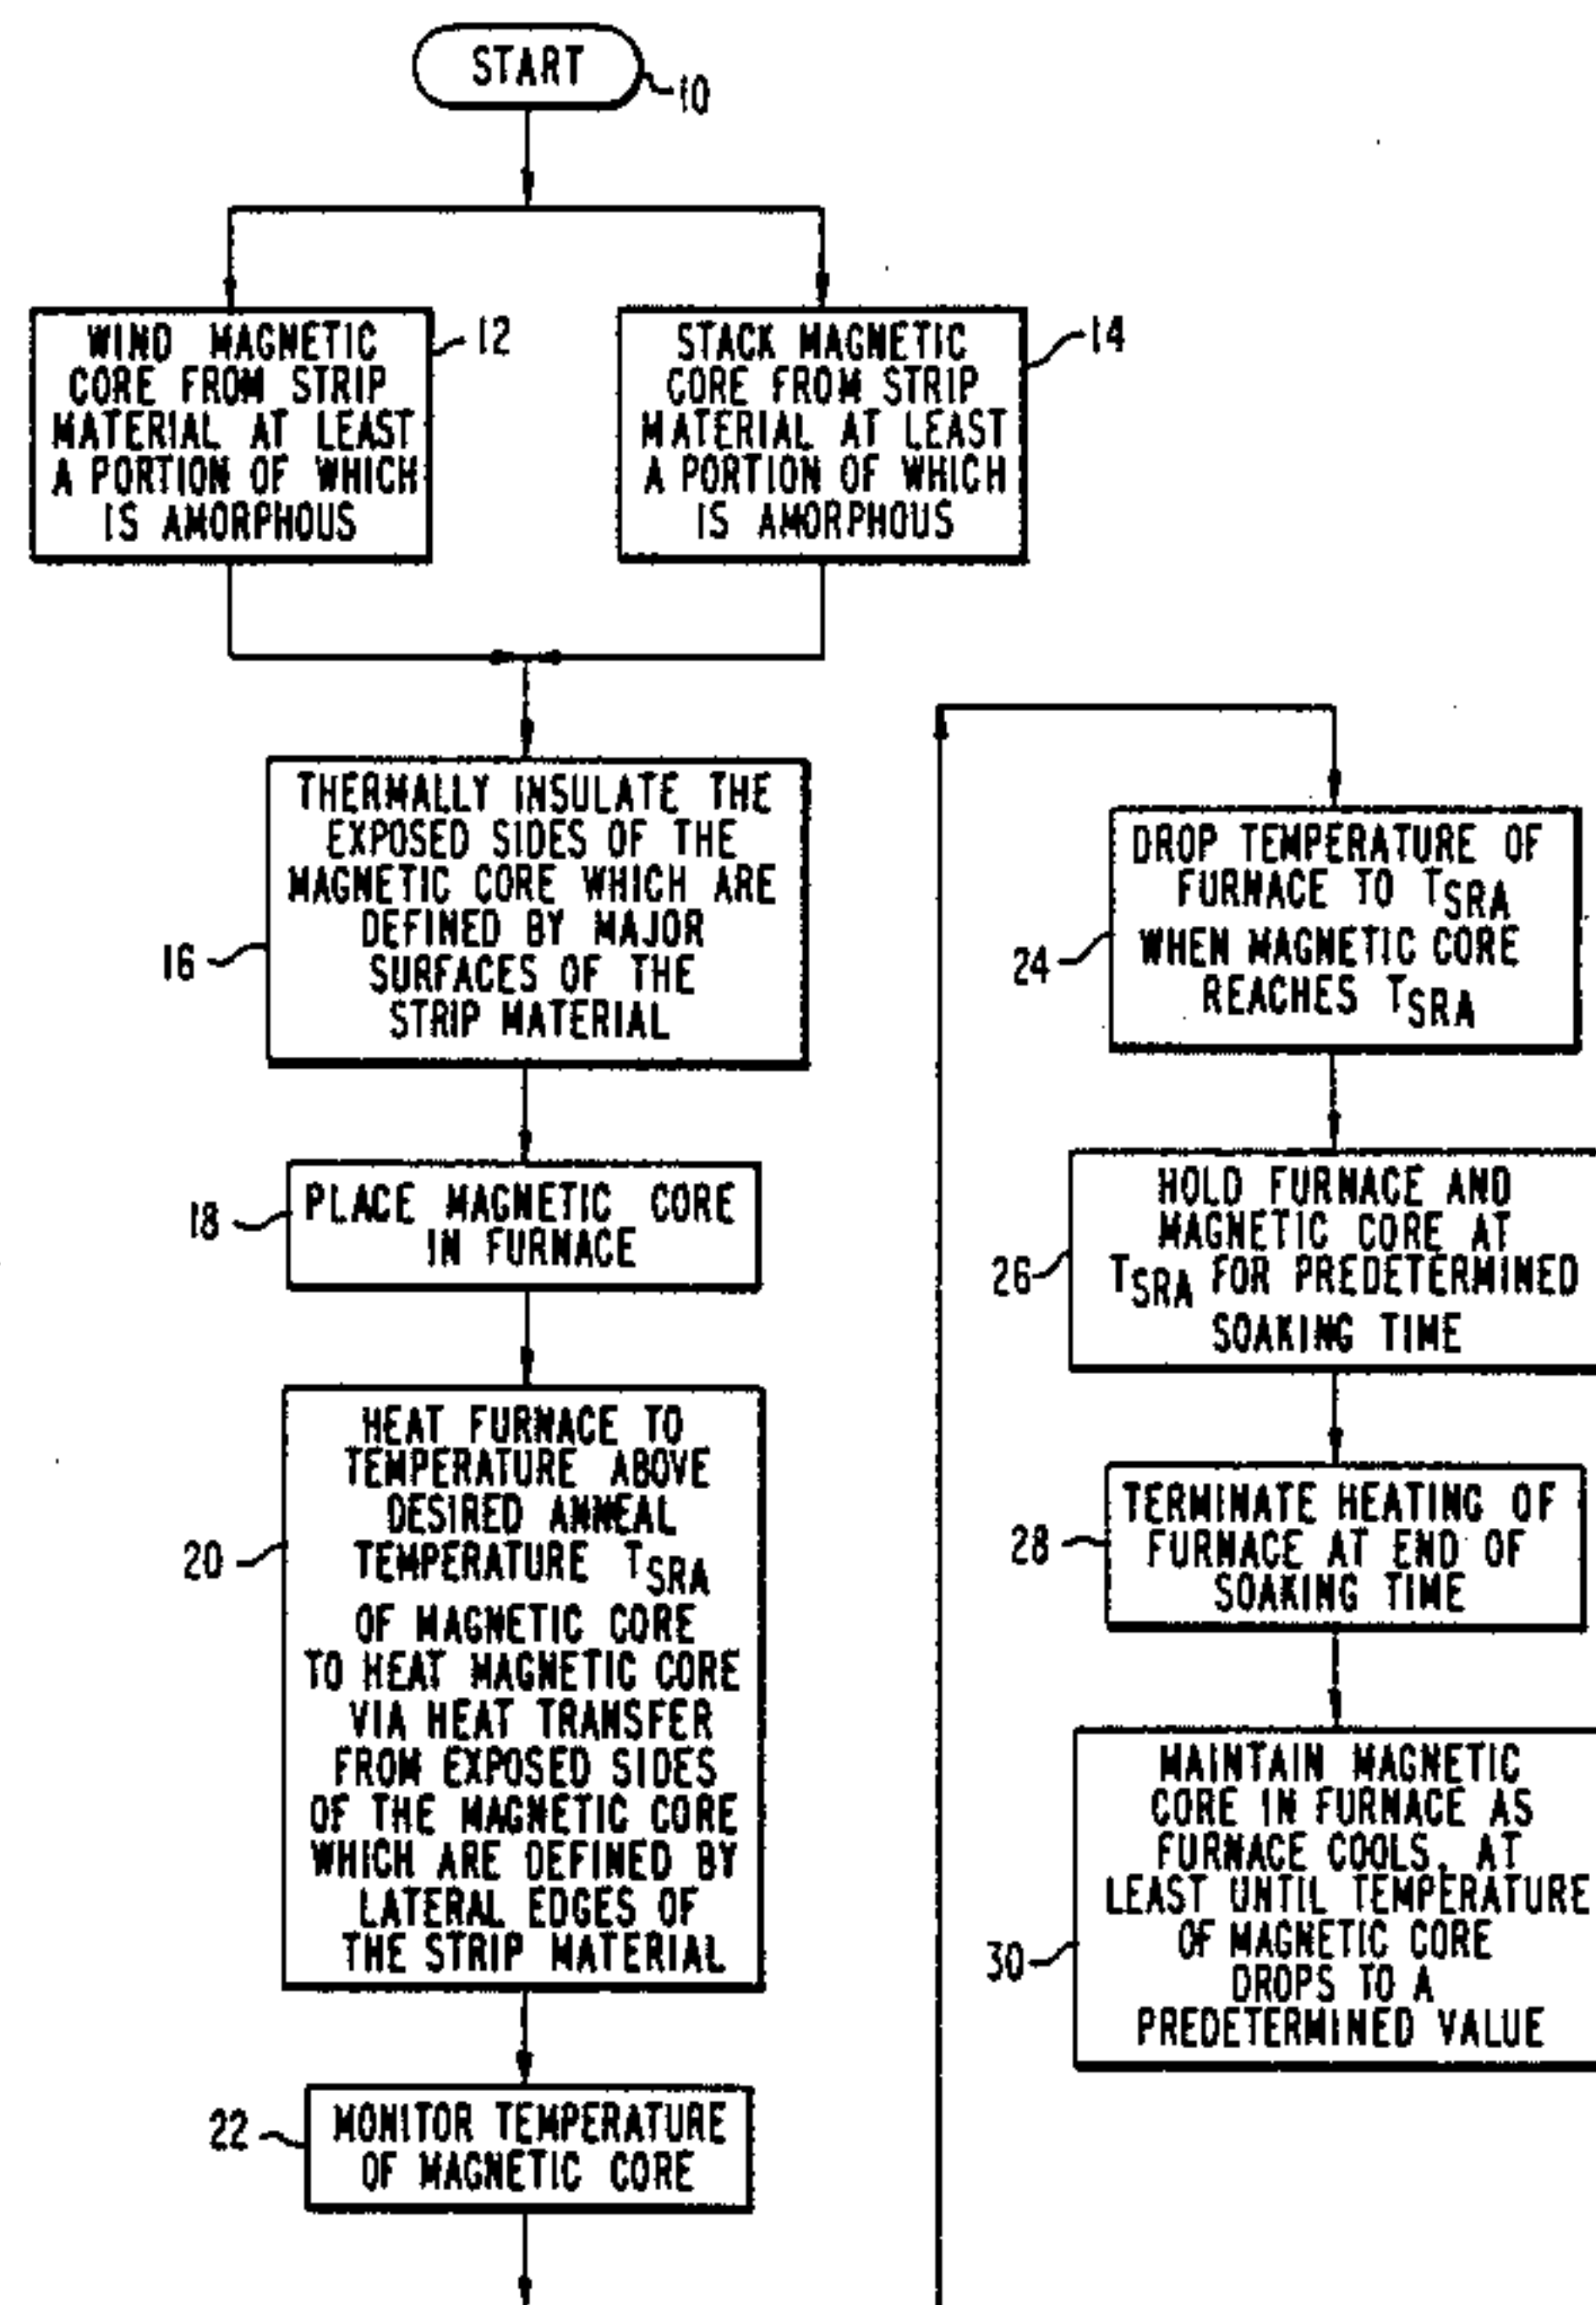 START
10
WIND MAGNETIC
CORE FROM STRIP
MATERIAL AT LEAST
A PORTION OF WHICH
IS AMORPHOUS
12
STACK MAGNETIC
CORE FROM STRIP
MATERIAL AT LEAST
A PORTION OF WHICH
IS AMORPHOUS
14
THERMALLY INSULATE THE
EXPOSED SIDES OF THE
MAGNETIC CORE WHICH ARE
DEFINED BY MAJOR
SURFACES OF THE
STRIP MATERIAL
16
PLACE MAGNETIC CORE
IN FURNACE
18
HEAT FURNACE TO
TEMPERATURE ABOVE
DESIRED ANNEAL
TEMPERATURE TSRA
OF MAGNETIC CORE
TO HEAT MAGNETIC CORE
VIA HEAT TRANSFER
FROM EXPOSED SIDES
OF THE MAGNETIC CORE
WHICH ARE DEFINED BY
LATERAL EDGES OF
THE STRIP MATERIAL
20
MONITOR TEMPERATURE
OF MAGNETIC CORE
22
DROP TEMPERATURE OF
FURNACE TO TSRA
WHEN MAGNETIC CORE
REACHES TSRA
24
HOLD FURNACE AND
MAGNETIC CORE AT
TSRA FOR PREDETERMINED
SOAKING TIME
26
TERMINATE HEATING OF
FURNACE AT END OF
SOAKING TIME
28
MAINTAIN MAGNETIC
CORE IN FURNACE AS
FURNACE COOLS, AT
LEAST UNTIL TEMPERATURE
OF MAGNETIC CORE
DROPS TO A
PREDETERMINED VALUE
30